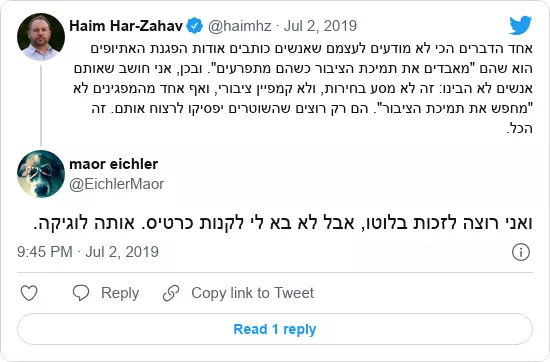 Haim Har-Zahav @haimhz · Jul 2, 2019
אחד הדברים הכי לא מודעים לעצמם שאנשים כותבים אודות הפגנת האתיופים
הוא שהם "מאבדים את תמיכת הציבור כשהם מתפרעים". ובכן, אני חושב שאותם
אנשים לא הבינו: זה לא מסע בחירות, ולא קמפיין ציבורי, ואף אחד מהמפגינים לא
"מחפש את תמיכת הציבור". הם רק רוצים שהשוטרים יפסיקו לרצוח אותם. זה
הכל.
maor eichler
@EichlerMaor
ואני רוצה לזכות בלוטו, אבל לא בא לי לקנות כרטיס. אותה לוגיקה.
9:45 PM · Jul 2, 2019
Reply Copy link to Tweet
Read 1 reply